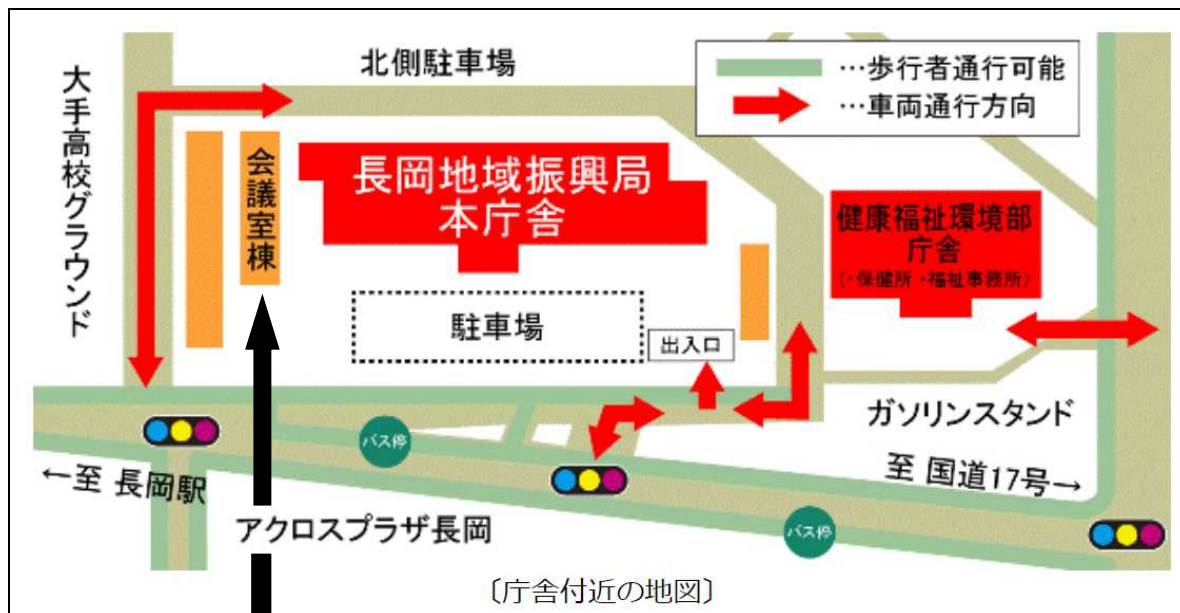 大手高校グラウンド
北側駐車場
…歩行者通行可能
…車両通行方向
会議室棟
長岡地域振興局
本庁舎
健康福祉環境部
庁舎
(・保健所・福祉事務所)
駐車場
出入口
ガソリンスタンド
バス停
←至 長岡駅
至 国道17号→
アクロスプラザ長岡
バス停
〔庁舎付近の地図〕